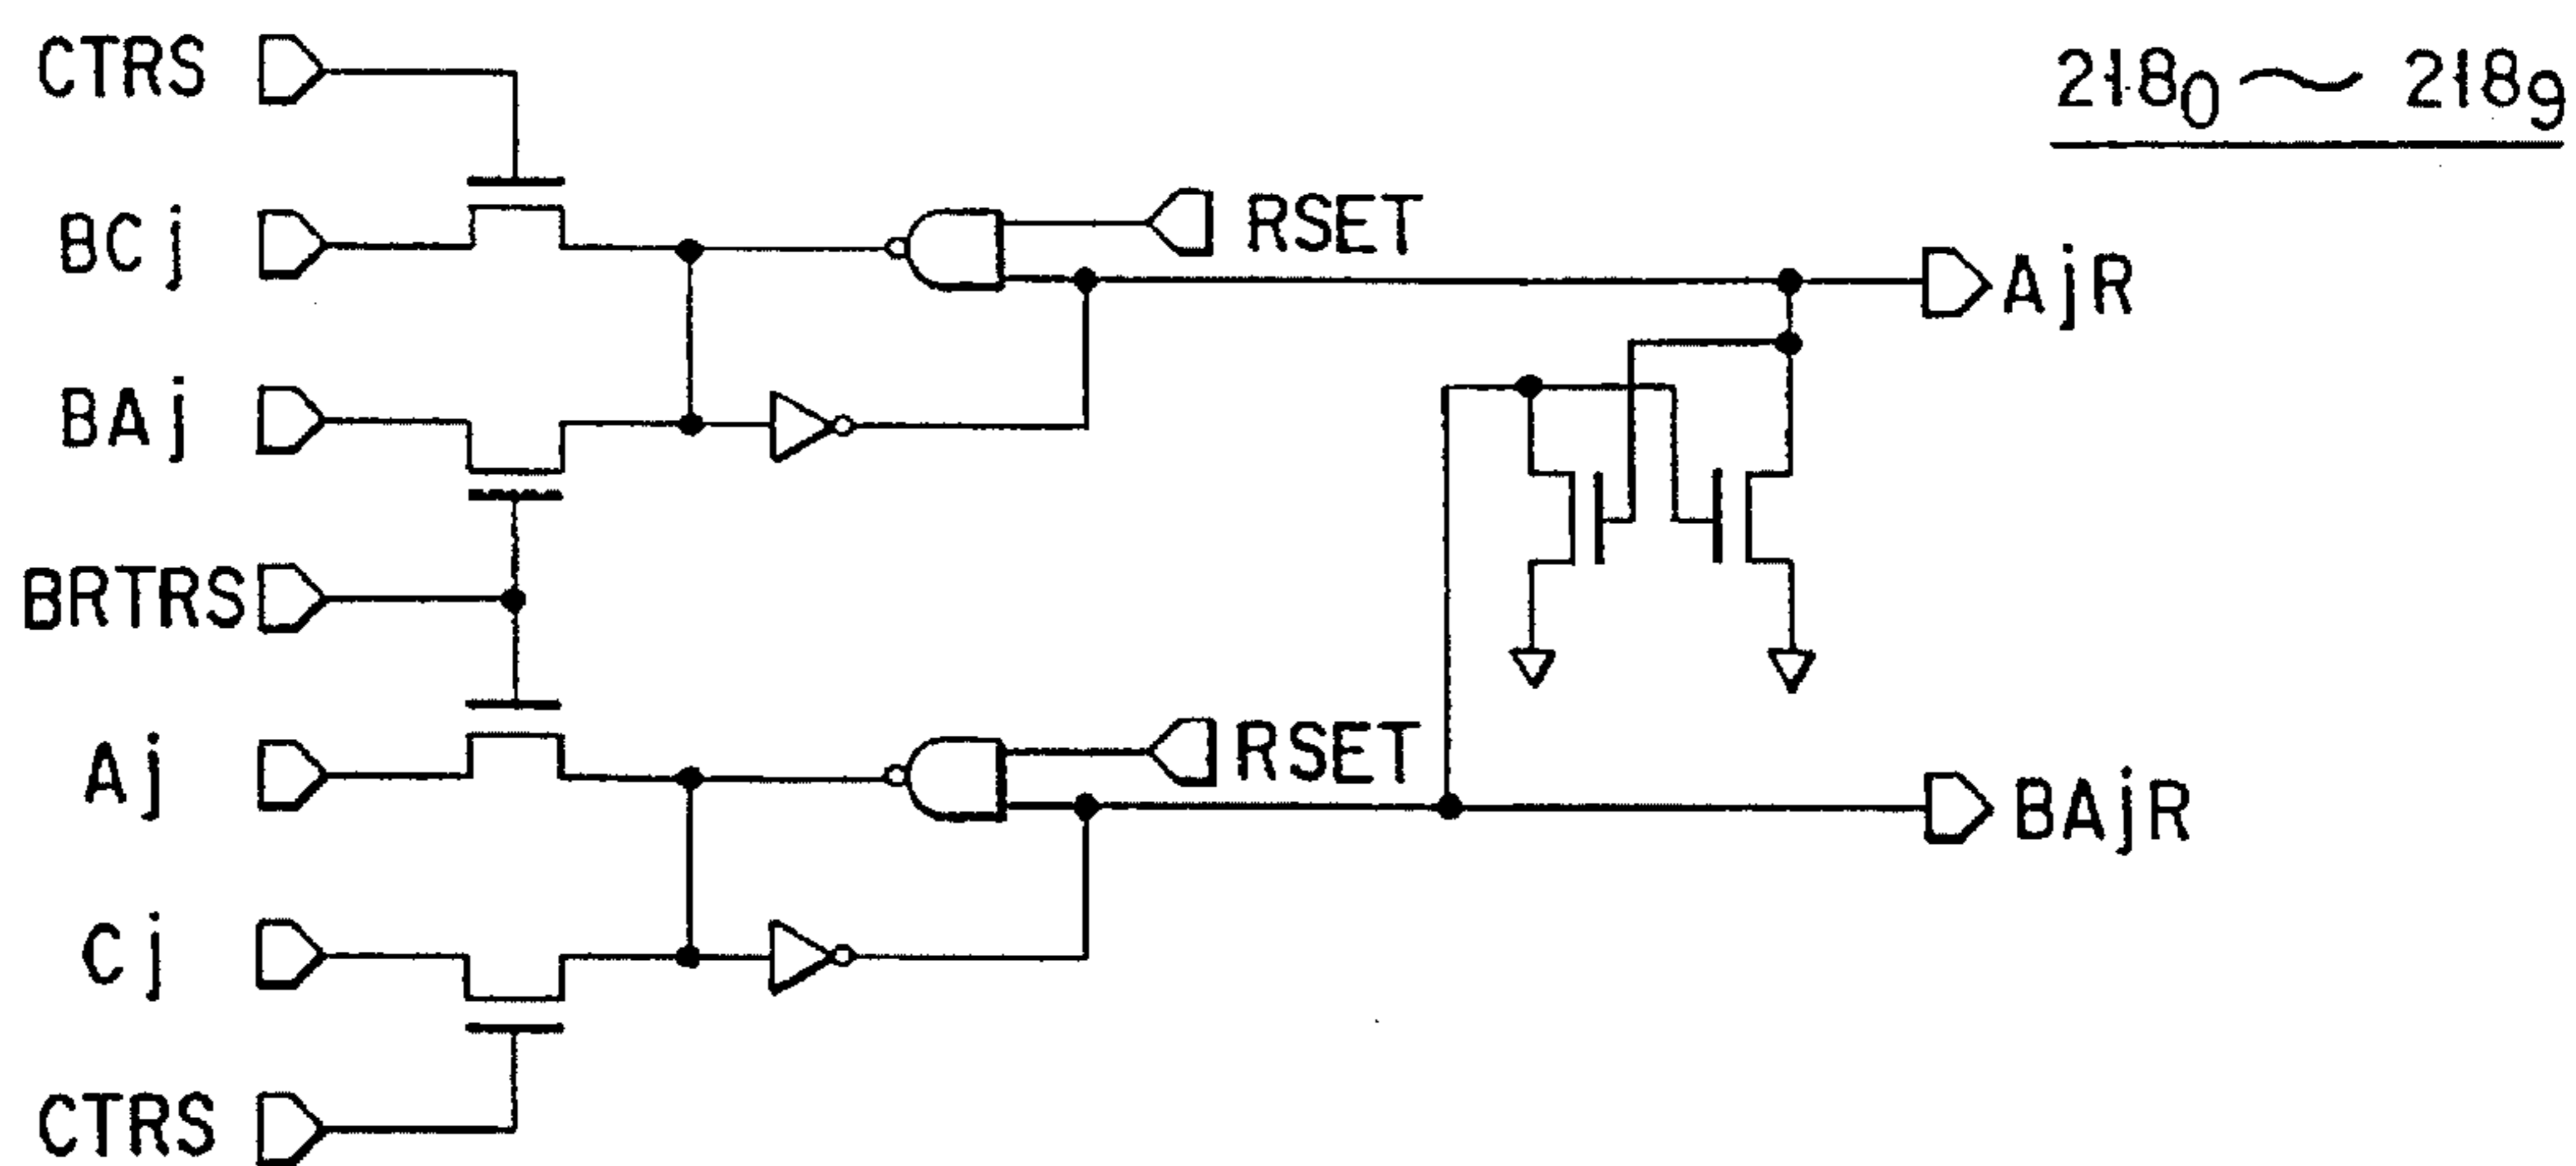 CTRS
218₀ ~ 218₉
BCj
RSET
AjR
BAj
BRTRS
Aj
RSET
BAjR
Cj
CTRS